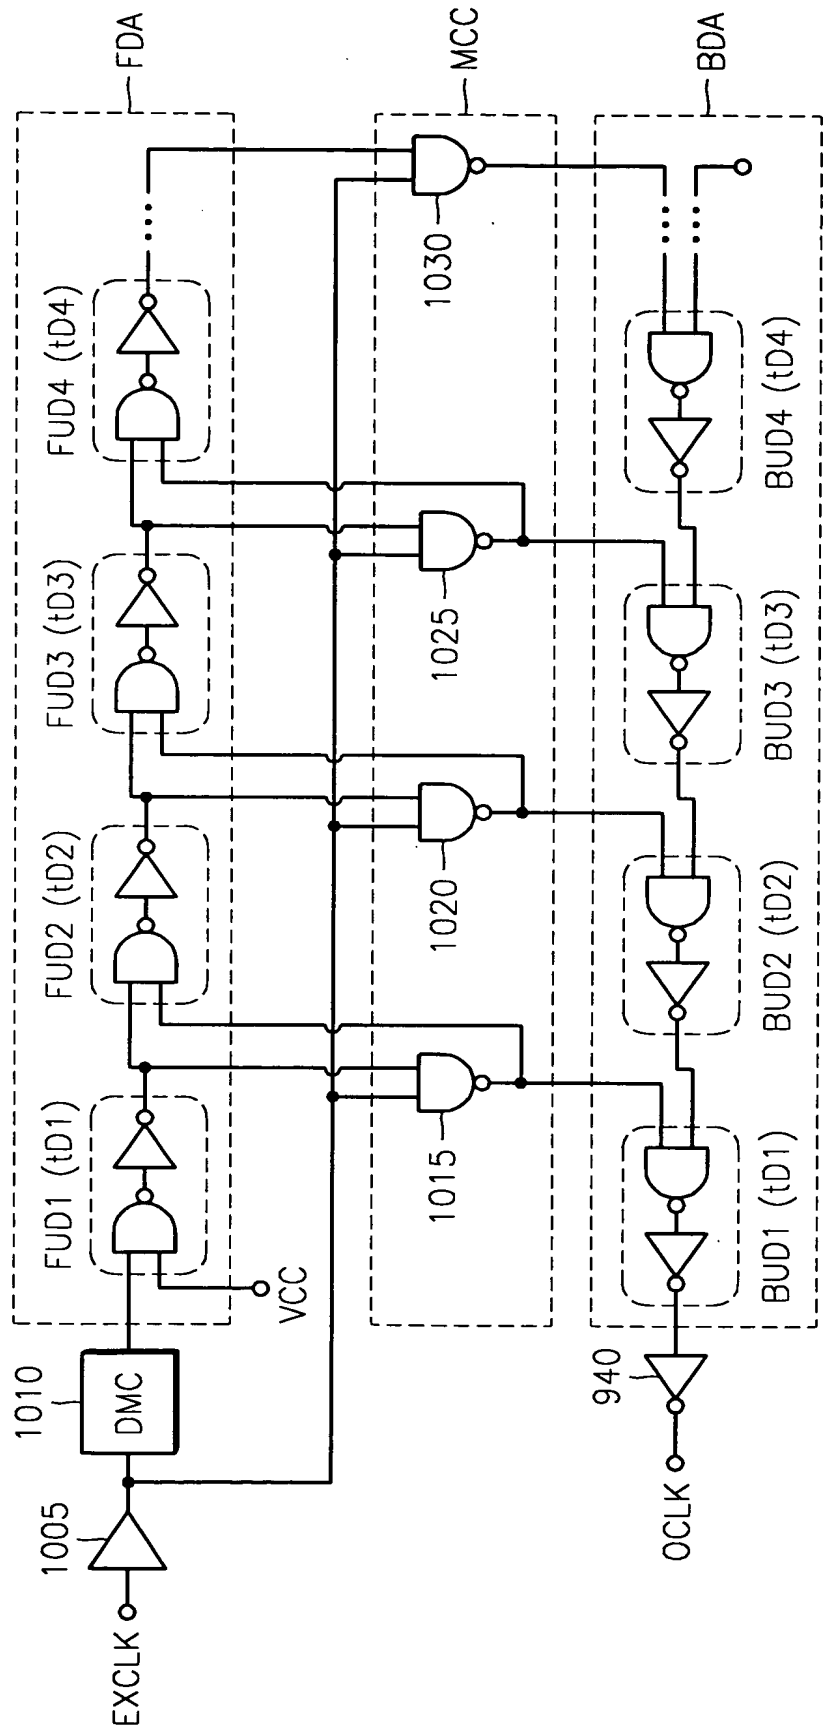 FDA
MCC
BDA
FUD1 (tD1)
FUD2 (tD2)
FUD3 (tD3)
FUD4 (tD4)
1010
DMC
1005
EXCLK
VCC
1015
1020
1025
1030
BUD1 (tD1)
BUD2 (tD2)
BUD3 (tD3)
BUD4 (tD4)
940
OCLK